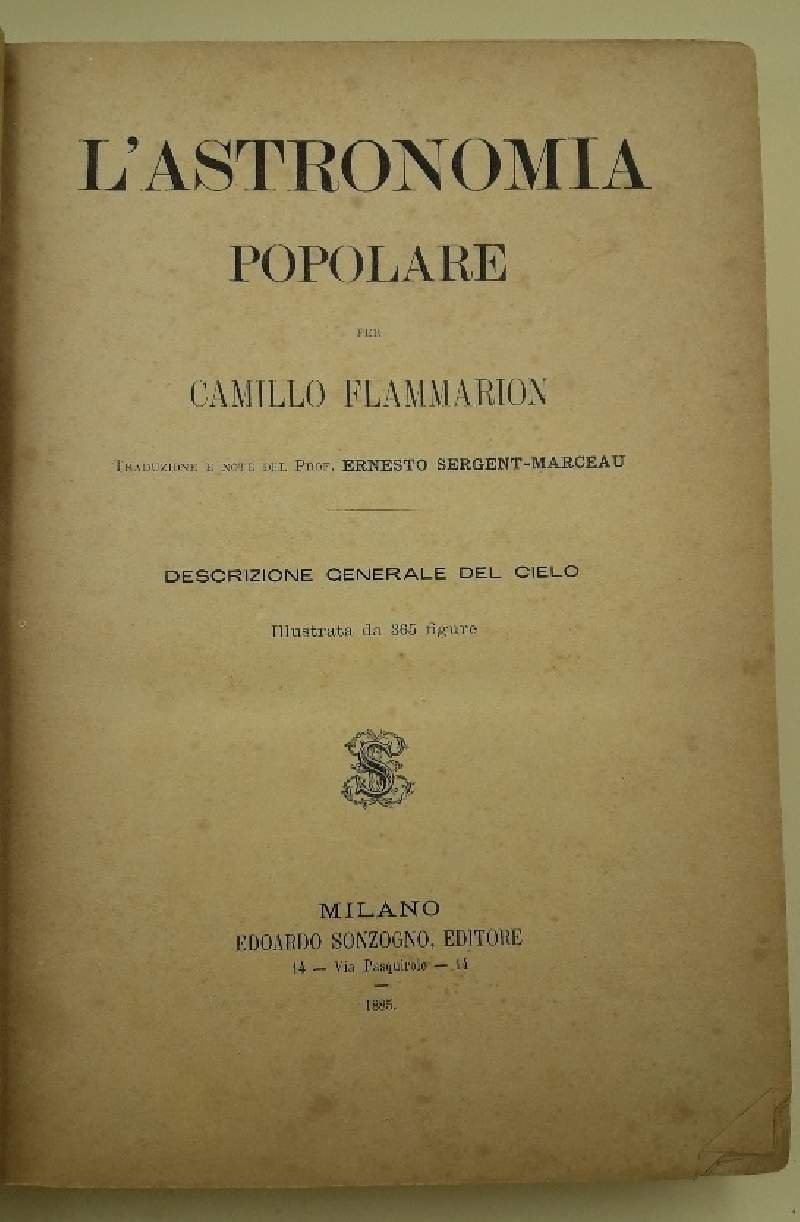 L'ASTRONOMIA
POPOLARE
PER
CAMILLO FLAMMARION
TRADUZIONE E NOTE DEL PROF. ERNESTO SERGENT-MARCEAU
DESCRIZIONE GENERALE DEL CIELO
Illustrata da 365 figure
MILANO
EDOARDO SONZOGNO, EDITORE
14 — Via Pasquirolo — 14
1885.